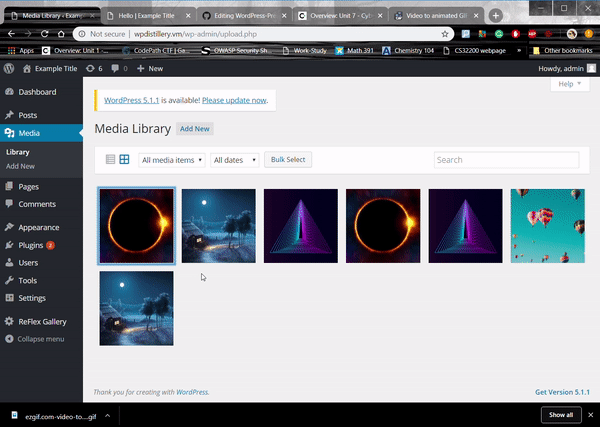 Media Library ‹ Example Title
Hello | Example Title
Editing WordPress-Pr
Overview: Unit 7 - Cyb
Video to animated GIF
Not secure | wpdistillery.vm/wp-admin/upload.php
Apps
Overview: Unit 1 -
CodePath CTF | Ga
OWASP Security Sh
Work-Study
Math 391
Chemistry 104
CS32200 webpage
»
Other bookmarks
Example Title
6
0
New
Howdy, admin
Dashboard
Posts
Media
Library
Add New
Pages
Comments
Appearance
Plugins 2
Users
Tools
Settings
ReFlex Gallery
Collapse menu
Help
WordPress 5.1.1 is available! Please update now.
Media Library
Add New
All media items
All dates
Bulk Select
Search
Thank you for creating with WordPress.
Get Version 5.1.1
ezgif.com-video-to....gif
Show all